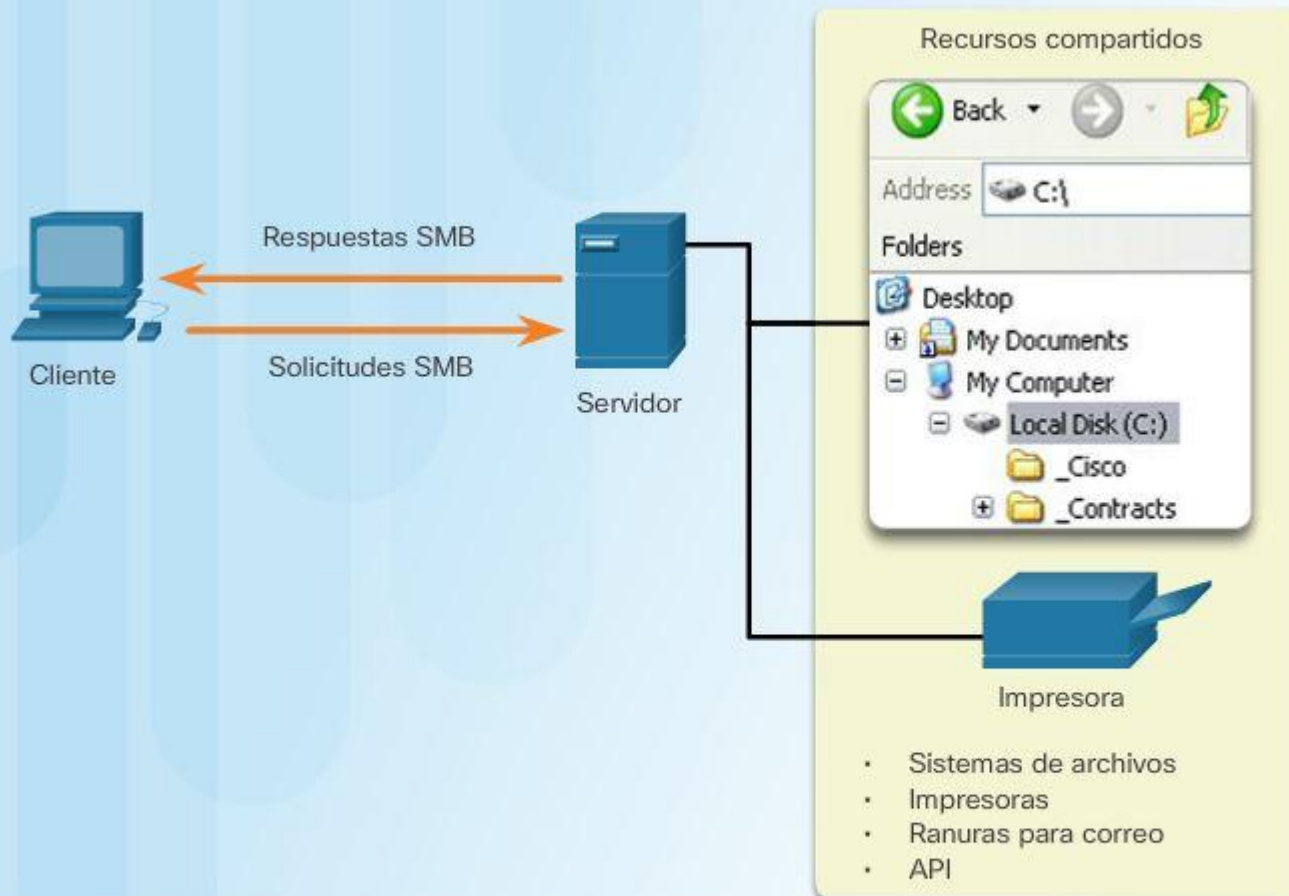 Recursos compartidos
Back
Address C:\
Folders
Desktop
My Documents
My Computer
Local Disk (C:)
_Cisco
_Contracts
Respuestas SMB
Solicitudes SMB
Cliente
Servidor
Impresora
· Sistemas de archivos
· Impresoras
· Ranuras para correo
· API